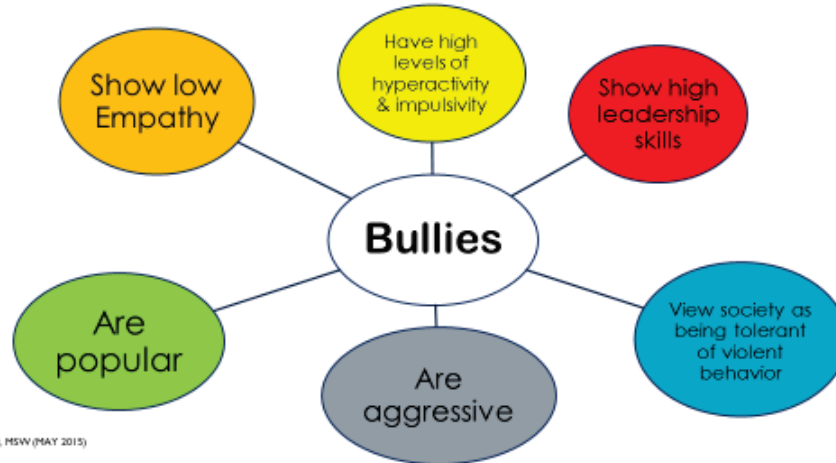 Show low
Empathy
Have high
levels of
hyperactivity
& impulsivity
Show high
leadership
skills
Bullies
Are
popular
Are
aggressive
View society as
being tolerant
of violent
behavior
, MSW (MAY 2015)